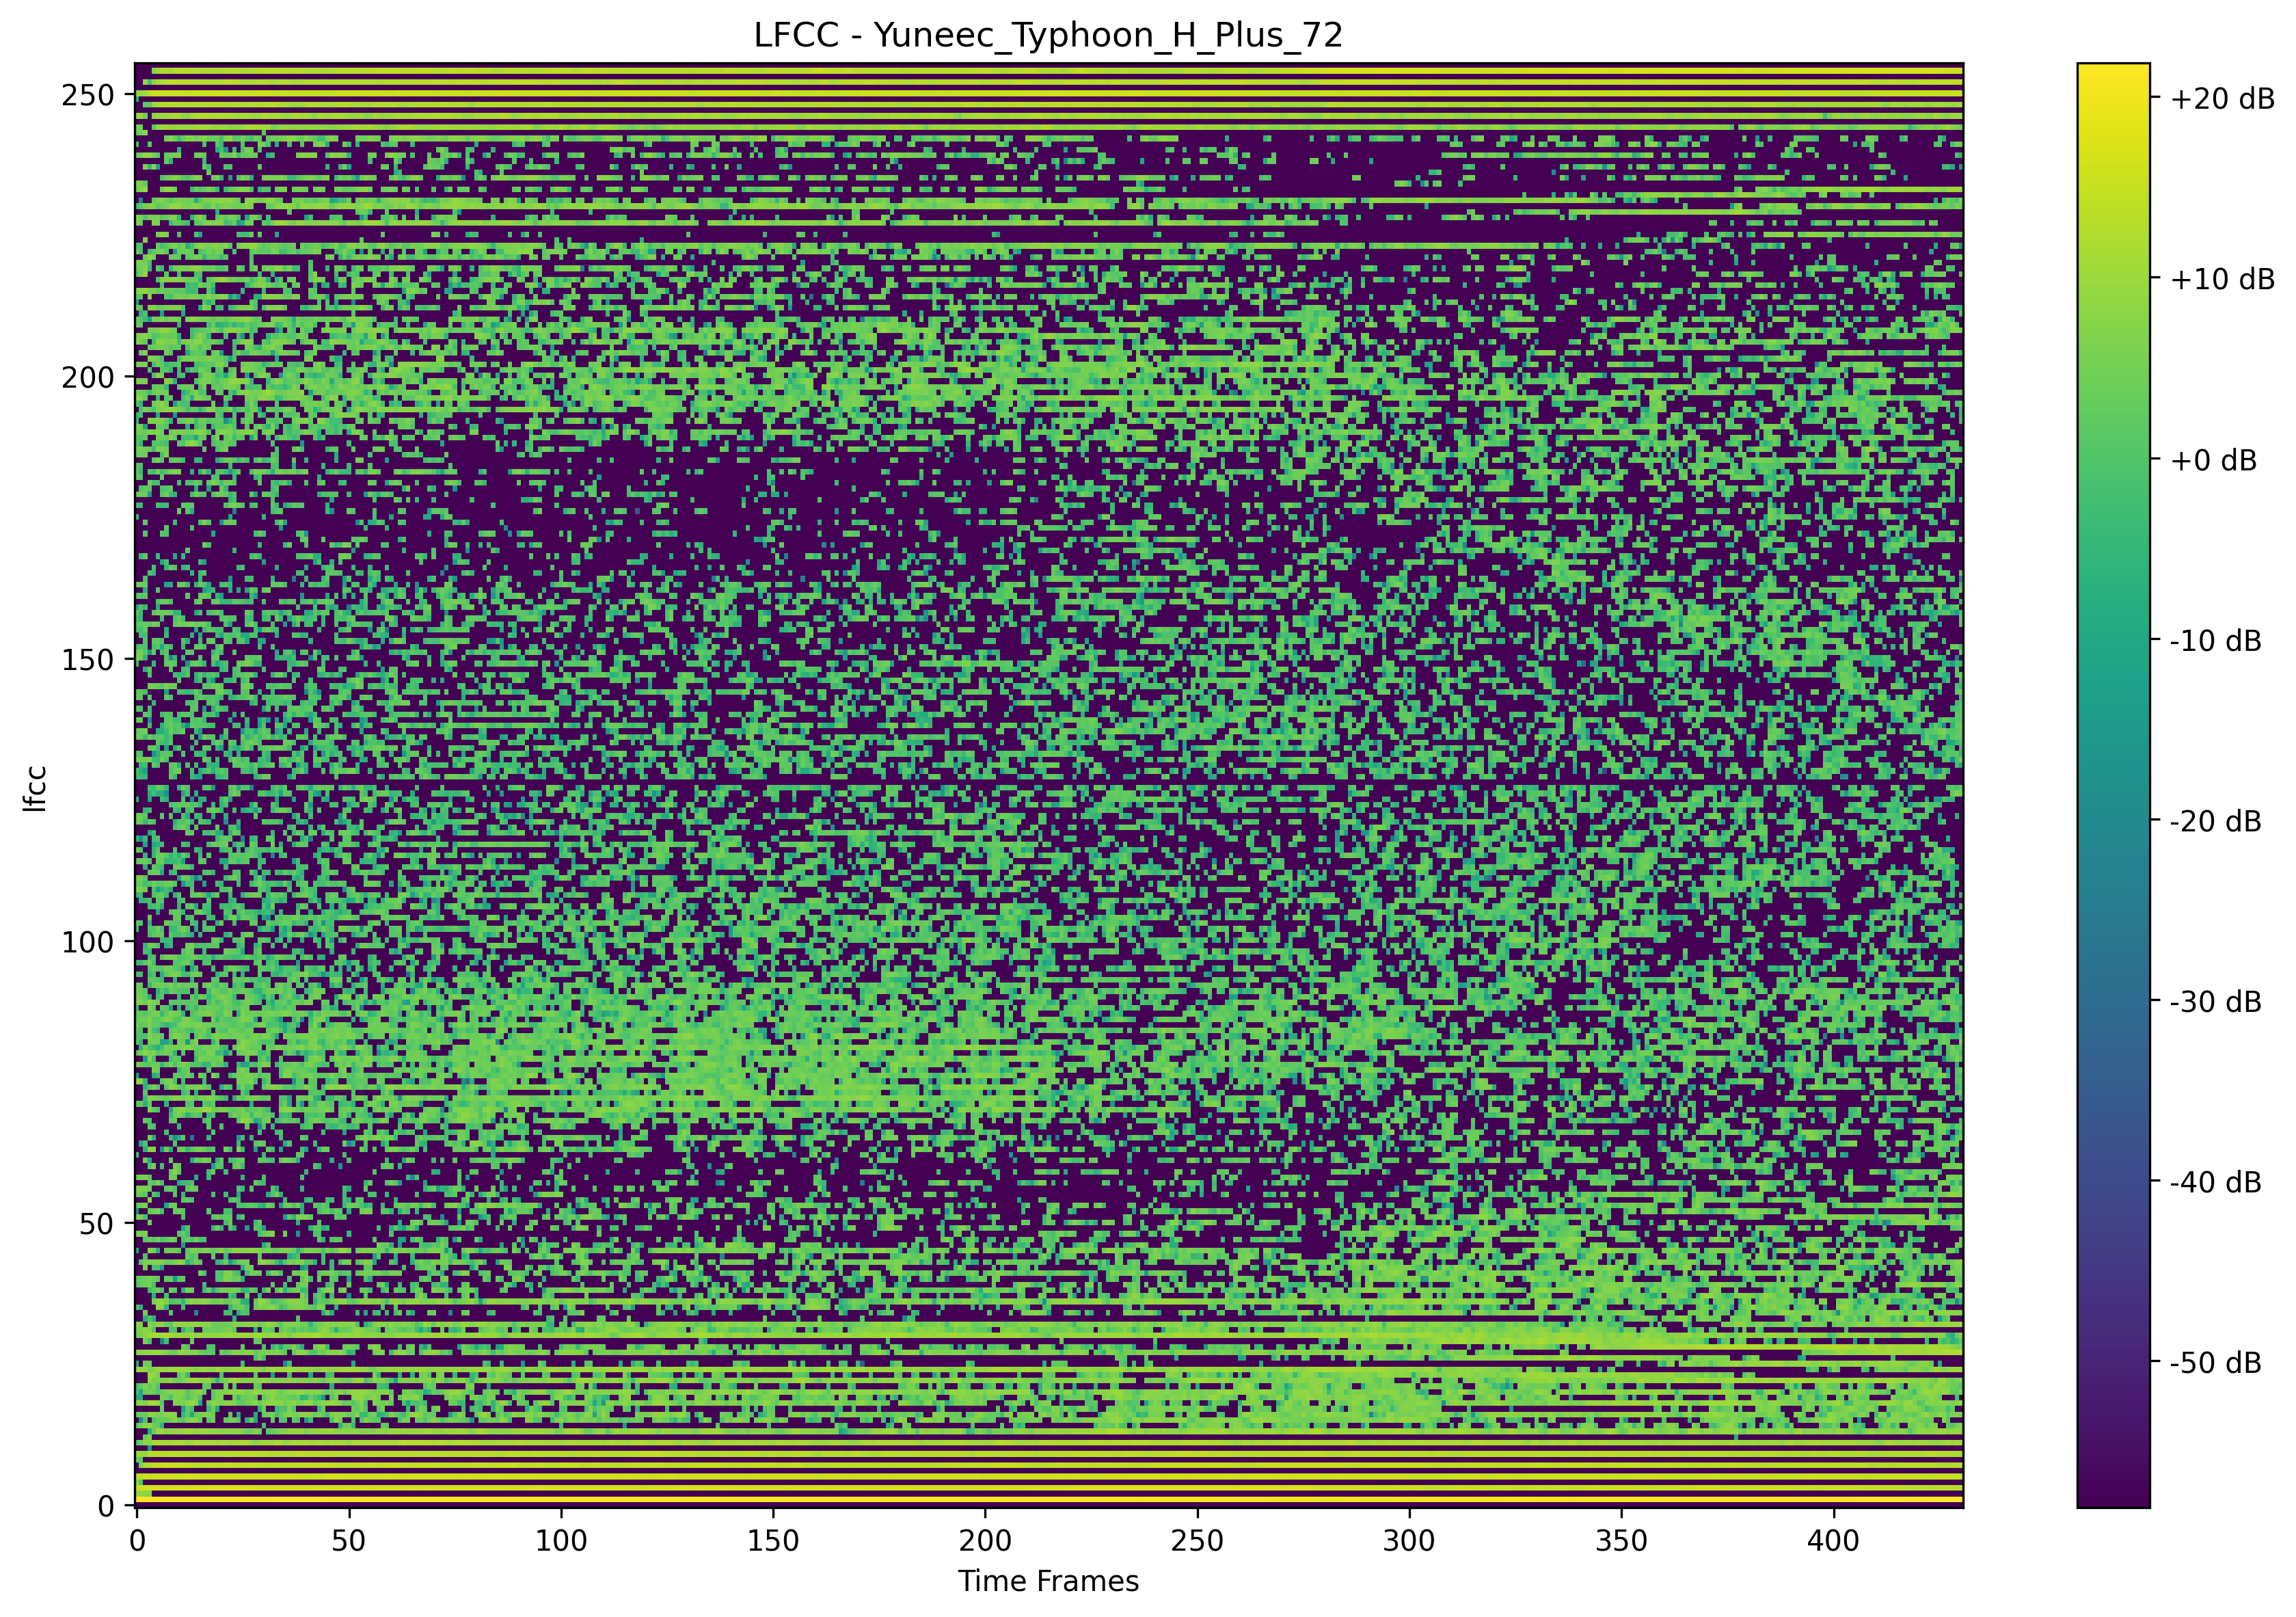 LFCC - Yuneec_Typhoon_H_Plus_72
250
200
150
100
50
0
lfcc
0 50 100 150 200 250 300 350 400
Time Frames
+20 dB
+10 dB
+0 dB
-10 dB
-20 dB
-30 dB
-40 dB
-50 dB